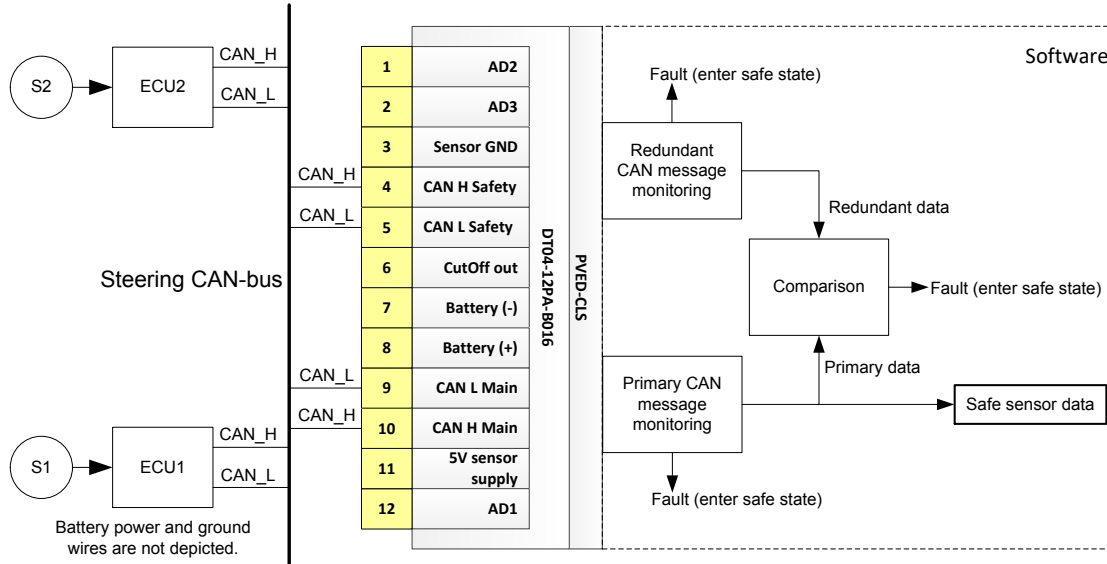 S2
ECU2
CAN_H
CAN_L
CAN_H
CAN_L
Steering CAN-bus
CAN_L
CAN_H
S1
ECU1
CAN_H
CAN_L
Battery power and ground
wires are not depicted.
1 AD2
2 AD3
3 Sensor GND
4 CAN H Safety
5 CAN L Safety
6 CutOff out
7 Battery (-)
8 Battery (+)
9 CAN L Main
10 CAN H Main
11 5V sensor
supply
12 AD1
DT04-12PA-B016
PVED-CLS
Software
Fault (enter safe state)
Redundant
CAN message
monitoring
Redundant data
Comparison
Fault (enter safe state)
Primary data
Primary CAN
message
monitoring
Safe sensor data
Fault (enter safe state)